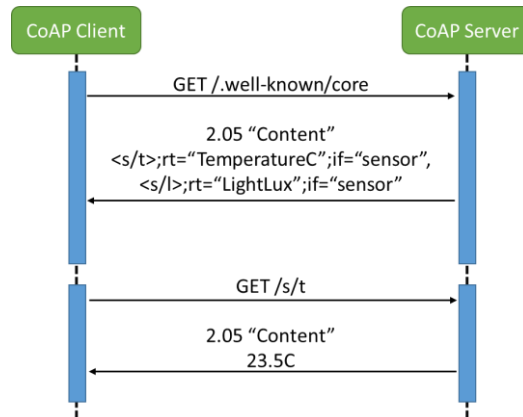 CoAP Client
CoAP Server
GET /.well-known/core
2.05 “Content”
<s/t>;rt=“TemperatureC”;if=“sensor”,
<s/l>;rt=“LightLux”;if=“sensor”
GET /s/t
2.05 “Content”
23.5C